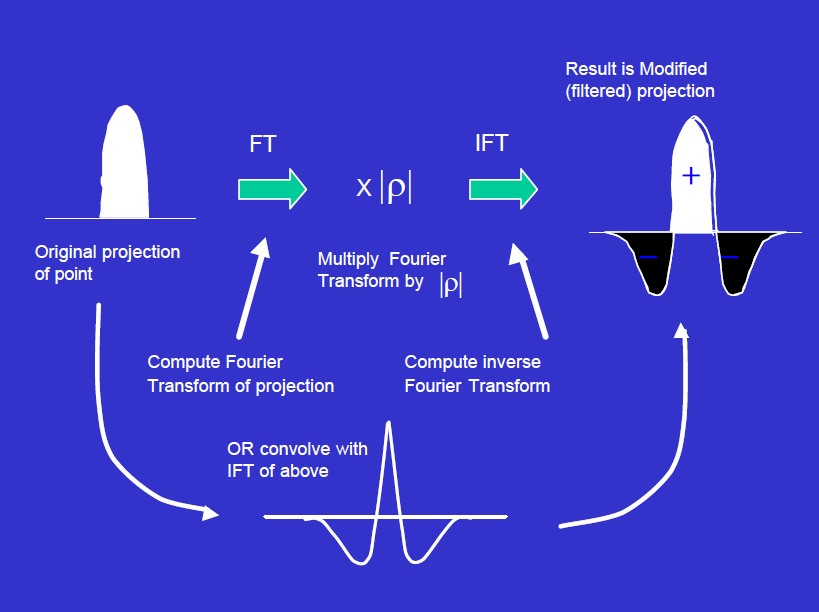 Result is Modified
(filtered) projection
FT
IFT
x |ρ|
+
Original projection
of point
Multiply Fourier
Transform by |ρ|
− −
Compute Fourier
Transform of projection
Compute inverse
Fourier Transform
OR convolve with
IFT of above